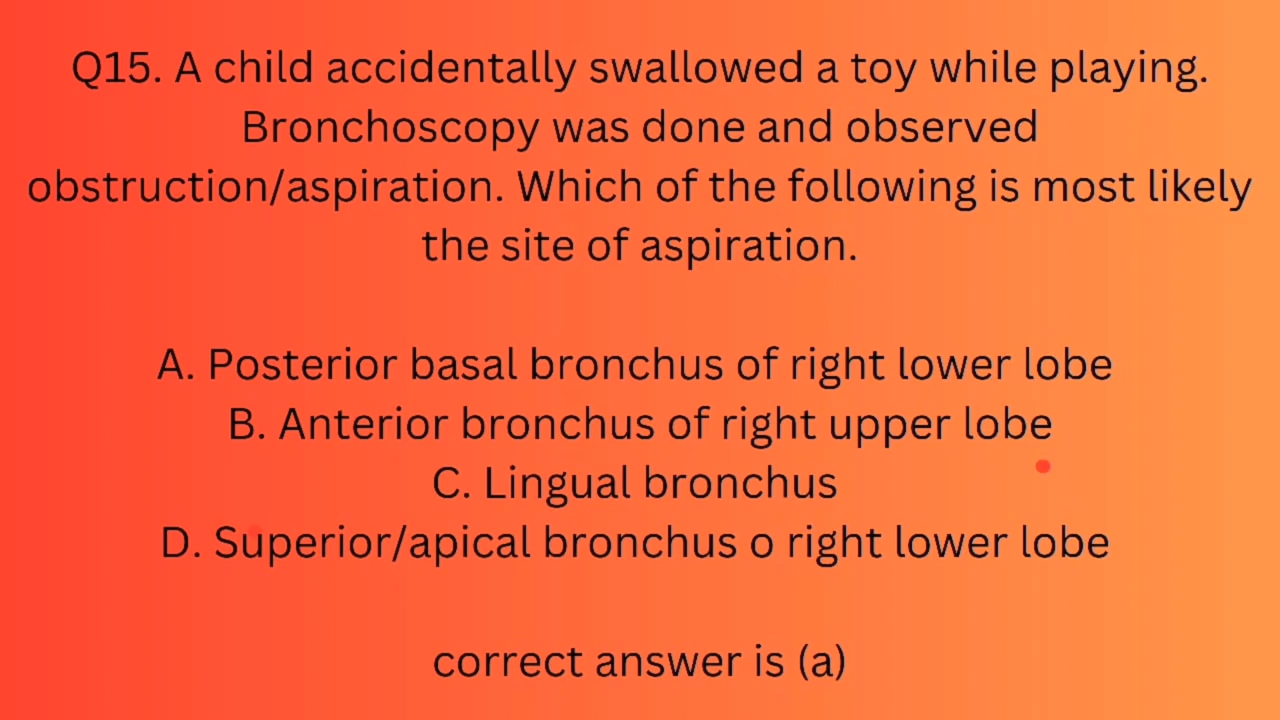 Q15. A child accidentally swallowed a toy while playing.
Bronchoscopy was done and observed
obstruction/aspiration. Which of the following is most likely
the site of aspiration.
A. Posterior basal bronchus of right lower lobe
B. Anterior bronchus of right upper lobe
C. Lingual bronchus
D. Superior/apical bronchus o right lower lobe
correct answer is (a)